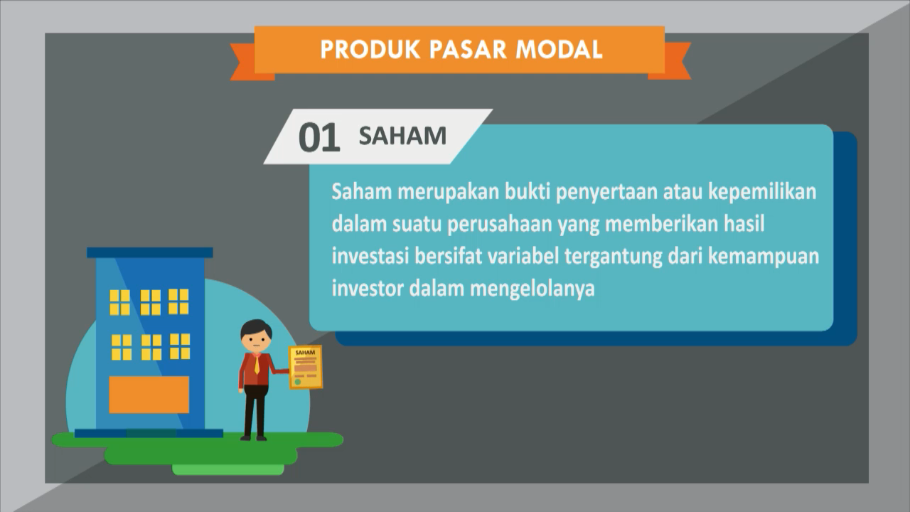 PRODUK PASAR MODAL
01 SAHAM
Saham merupakan bukti penyertaan atau kepemilikan
dalam suatu perusahaan yang memberikan hasil
investasi bersifat variabel tergantung dari kemampuan
investor dalam mengelolanya
SAHAM